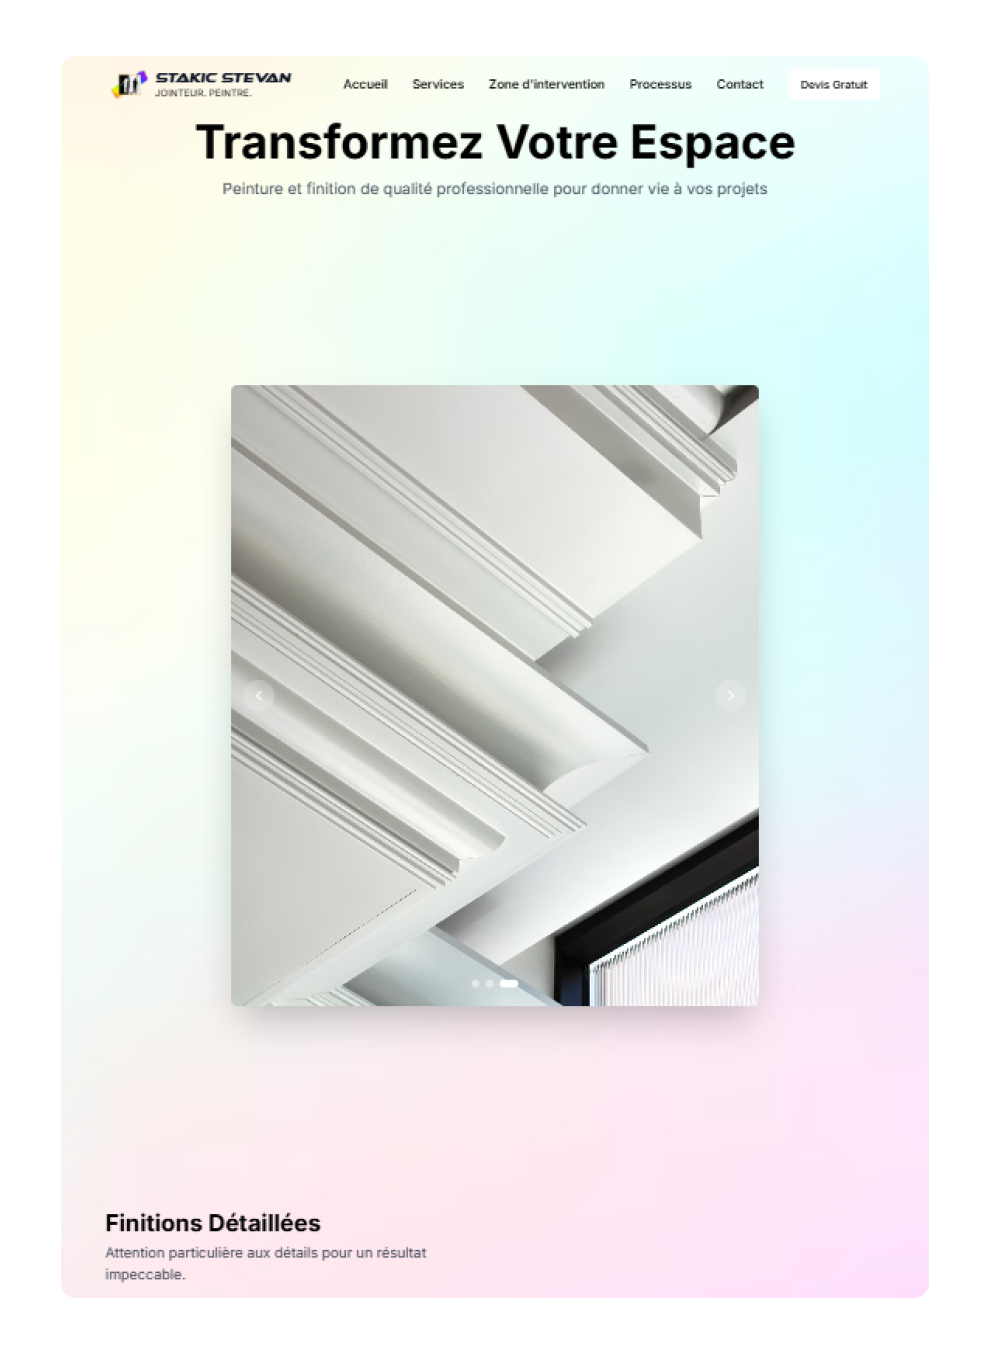 STAKIC STEVAN
JOINTEUR. PEINTRE.
Accueil Services Zone d'intervention Processus Contact Devis Gratuit
Transformez Votre Espace
Peinture et finition de qualité professionnelle pour donner vie à vos projets
Finitions Détaillées
Attention particulière aux détails pour un résultat
impeccable.